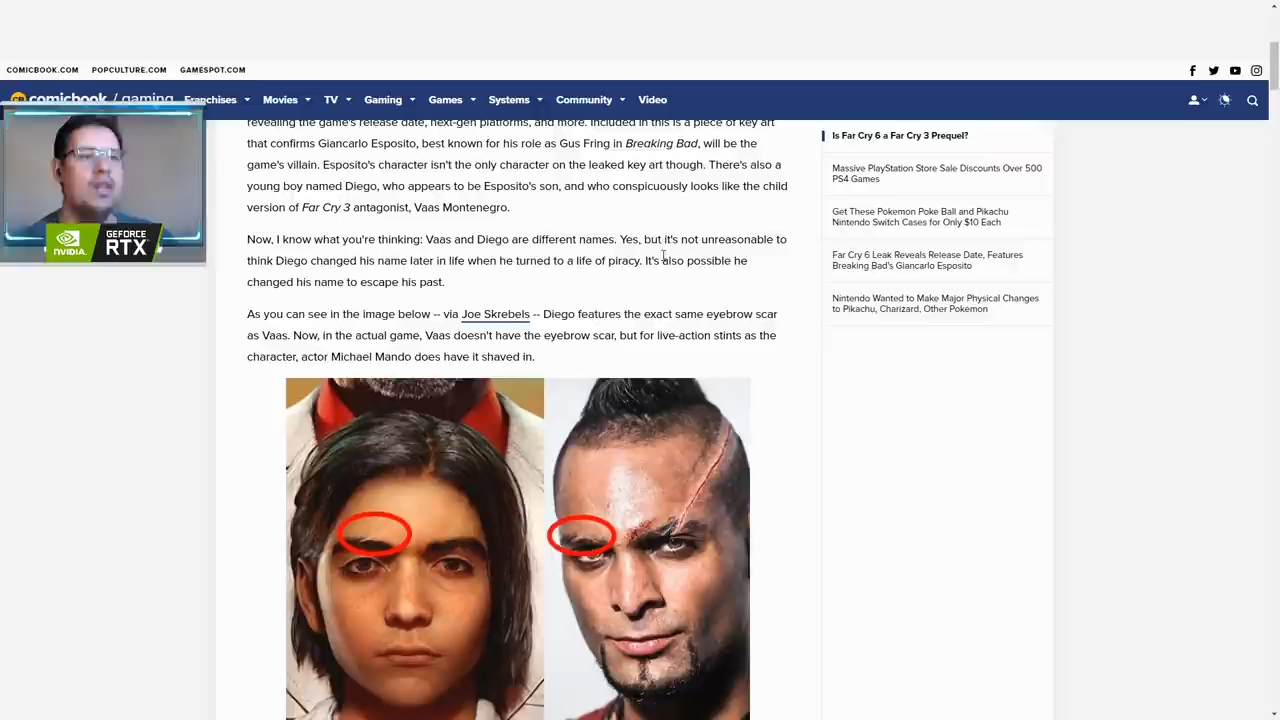 COMICBOOK.COM POPCULTURE.COM GAMESPOT.COM
comicbook / gaming Franchises Movies TV Gaming Games Systems Community Video
revealing the game's release date, next-gen platforms, and more. Included in this is a piece of key art
that confirms Giancarlo Esposito, best known for his role as Gus Fring in Breaking Bad, will be the
game's villain. Esposito's character isn't the only character on the leaked key art though. There's also a
young boy named Diego, who appears to be Esposito's son, and who conspicuously looks like the child
version of Far Cry 3 antagonist, Vaas Montenegro.
Now, I know what you're thinking: Vaas and Diego are different names. Yes, but it's not unreasonable to
think Diego changed his name later in life when he turned to a life of piracy. It's also possible he
changed his name to escape his past.
As you can see in the image below -- via Joe Skrebels -- Diego features the exact same eyebrow scar
as Vaas. Now, in the actual game, Vaas doesn't have the eyebrow scar, but for live-action stints as the
character, actor Michael Mando does have it shaved in.
Is Far Cry 6 a Far Cry 3 Prequel?
Massive PlayStation Store Sale Discounts Over 500
PS4 Games
Get These Pokemon Poke Ball and Pikachu
Nintendo Switch Cases for Only $10 Each
Far Cry 6 Leak Reveals Release Date, Features
Breaking Bad's Giancarlo Esposito
Nintendo Wanted to Make Major Physical Changes
to Pikachu, Charizard, Other Pokemon
NVIDIA.
GEFORCE
RTX